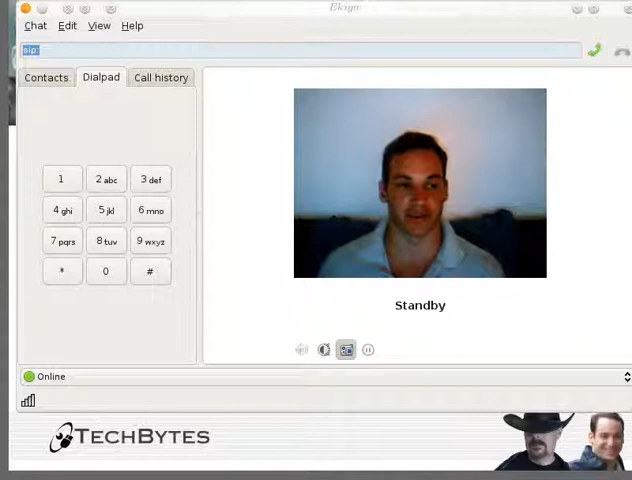 Ekiga
Chat Edit View Help
sip:
Contacts Dialpad Call history
1 2 abc 3 def
4 ghi 5 jkl 6 mno
7 pqrs 8 tuv 9 wxyz
* 0 #
Standby
Online
TECHBYTES